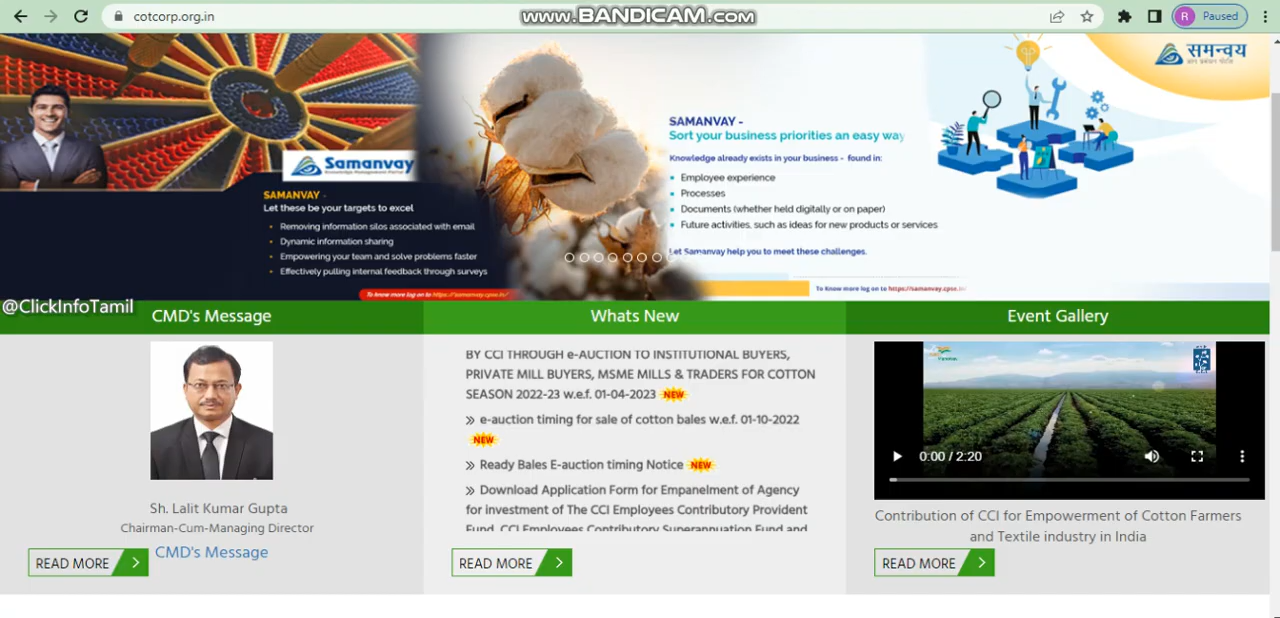 cotcorp.org.in
www.BANDICAM.com
R Paused
समन्वय
Samanvay
Knowledge Management Portal
SAMANVAY -
Let these be your targets to excel
• Removing information silos associated with email
• Dynamic information sharing
• Empowering your team and solve problems faster
• Effectively pulling internal feedback through surveys
To know more log on to https://samanvay.cpse.in/
SAMANVAY -
Sort your business priorities an easy way
Knowledge already exists in your business - found in:
• Employee experience
• Processes
• Documents (whether held digitally or on paper)
• Future activities, such as ideas for new products or services
Let Samanvay help you to meet these challenges.
To Know more log on to https://samanvay.cpse.in
@ClickInfoTamil
CMD's Message
Sh. Lalit Kumar Gupta
Chairman-Cum-Managing Director
CMD's Message
READ MORE >
Whats New
BY CCI THROUGH e-AUCTION TO INSTITUTIONAL BUYERS,
PRIVATE MILL BUYERS, MSME MILLS & TRADERS FOR COTTON
SEASON 2022-23 w.e.f. 01-04-2023 NEW
» e-auction timing for sale of cotton bales w.e.f. 01-10-2022
NEW
» Ready Bales E-auction timing Notice NEW
» Download Application Form for Empanelment of Agency
for investment of The CCI Employees Contributory Provident
Fund, CCI Employees Contributory Superannuation Fund and
READ MORE >
Event Gallery
0:00 / 2:20
Contribution of CCI for Empowerment of Cotton Farmers
and Textile industry in India
READ MORE >